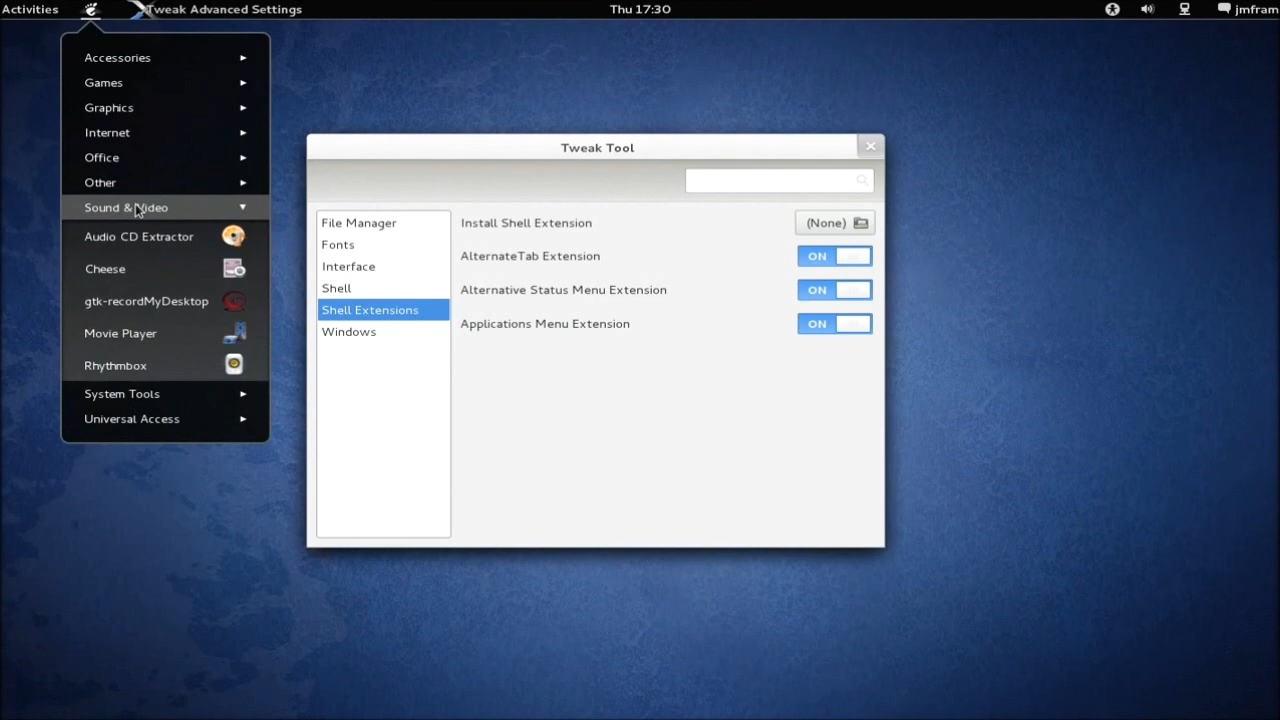 Activities
Tweak Advanced Settings
Thu 17:30
jmfram
Accessories
Games
Graphics
Internet
Office
Other
Sound & Video
Audio CD Extractor
Cheese
gtk-recordMyDesktop
Movie Player
Rhythmbox
System Tools
Universal Access
Tweak Tool
File Manager
Fonts
Interface
Shell
Shell Extensions
Windows
Install Shell Extension (None)
AlternateTab Extension ON
Alternative Status Menu Extension ON
Applications Menu Extension ON